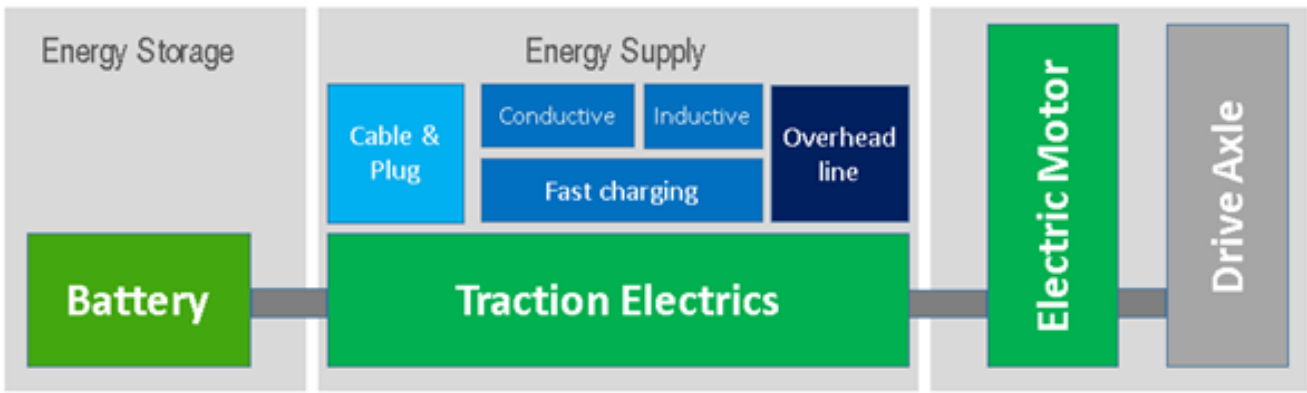 Energy Storage
Battery
Energy Supply
Cable &
Plug
Conductive
Inductive
Fast charging
Overhead
line
Traction Electrics
Electric Motor
Drive Axle